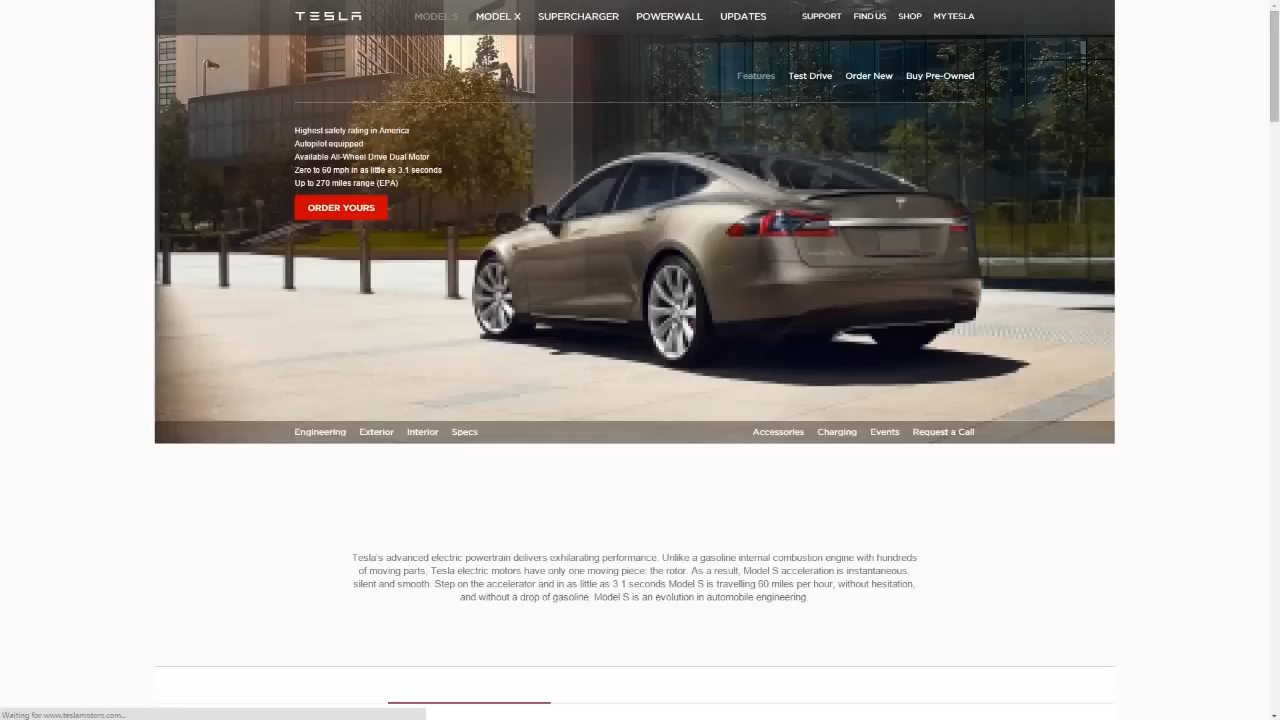 TESLA MODEL S MODEL X SUPERCHARGER POWERWALL UPDATES SUPPORT FIND US SHOP MY TESLA
Features Test Drive Order New Buy Pre-Owned
Highest safety rating in America
Autopilot equipped
Available All-Wheel Drive Dual Motor
Zero to 60 mph in as little as 3.1 seconds
Up to 270 miles range (EPA)
ORDER YOURS
Engineering Exterior Interior Specs Accessories Charging Events Request a Call
Tesla's advanced electric powertrain delivers exhilarating performance. Unlike a gasoline internal combustion engine with hundreds
of moving parts, Tesla electric motors have only one moving piece: the rotor. As a result, Model S acceleration is instantaneous,
silent and smooth. Step on the accelerator and in as little as 3.1 seconds Model S is travelling 60 miles per hour, without hesitation,
and without a drop of gasoline. Model S is an evolution in automobile engineering.
Waiting for www.teslamotors.com...